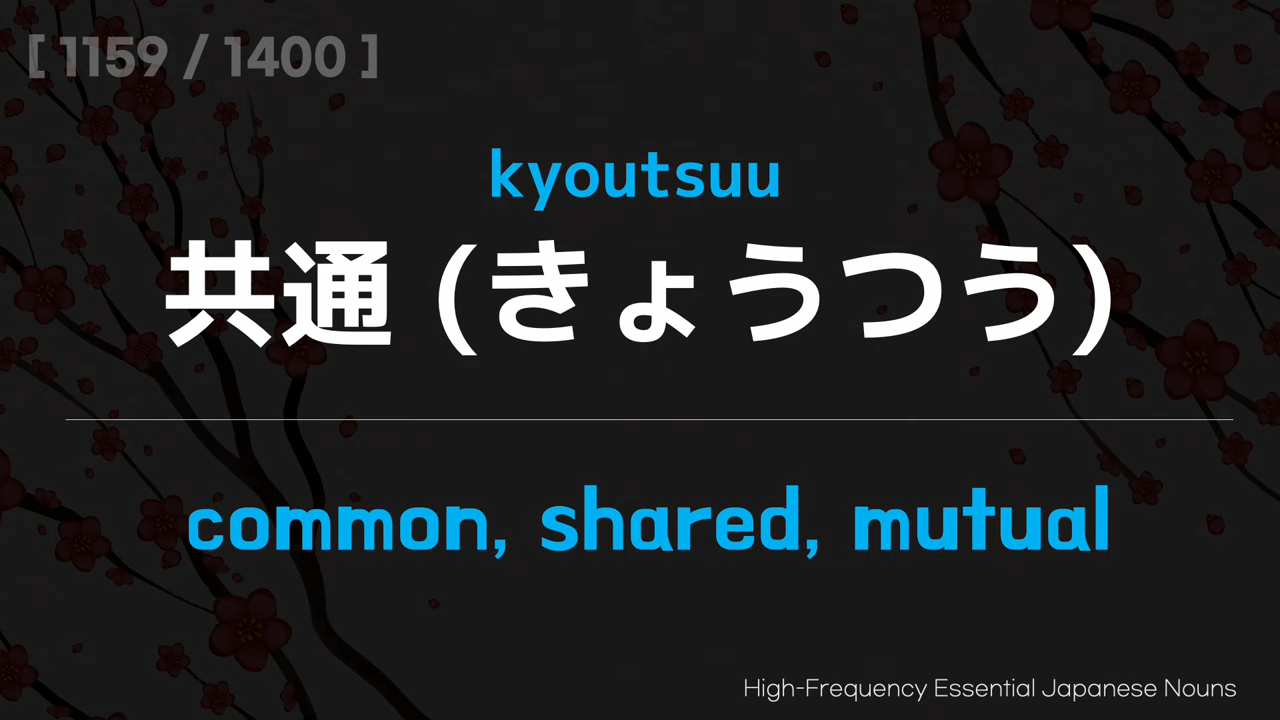 [ 1159 / 1400 ]
kyoutsuu
共通 (きょうつう)
common, shared, mutual
High-Frequency Essential Japanese Nouns